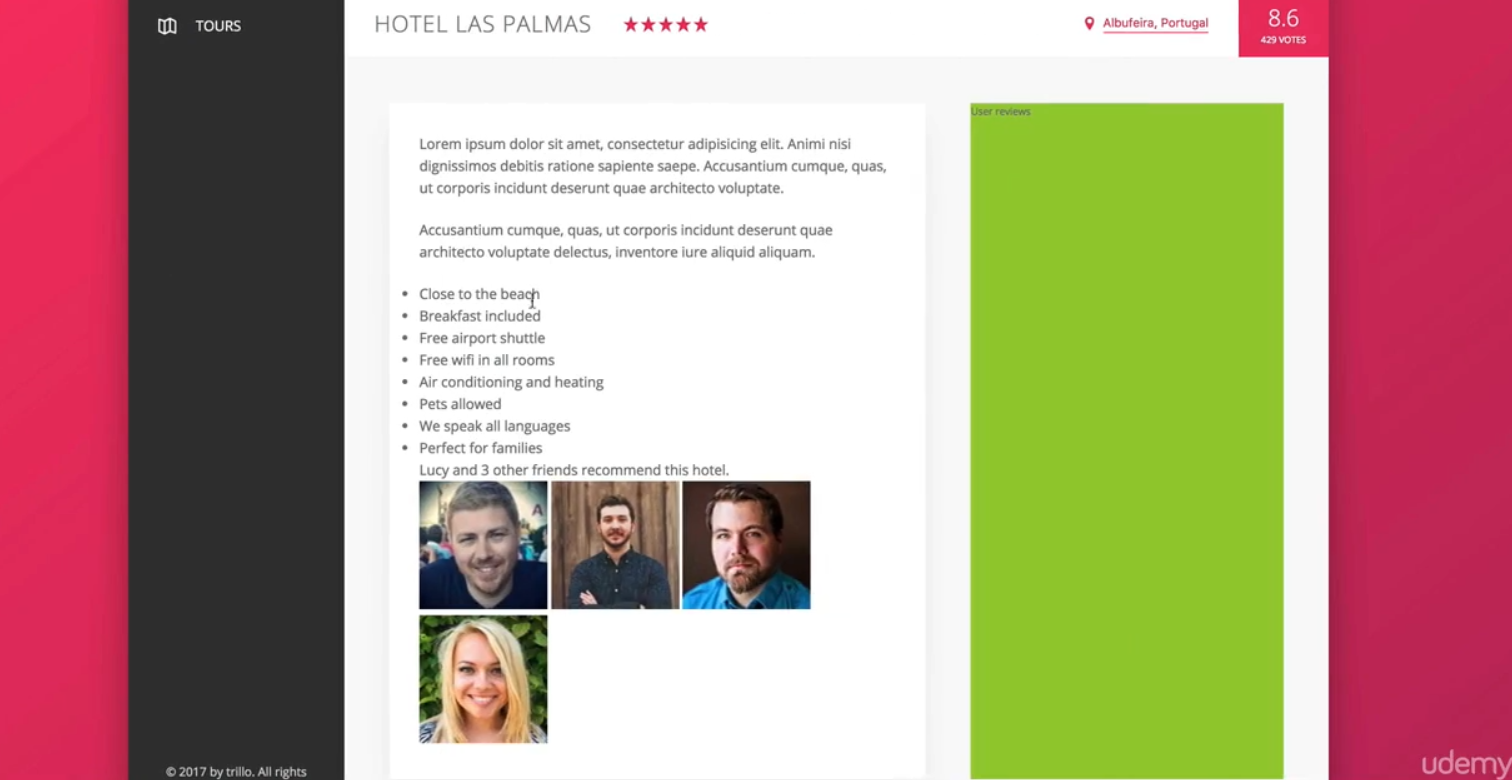 TOURS
HOTEL LAS PALMAS
Albufeira, Portugal
8.6
429 VOTES
Lorem ipsum dolor sit amet, consectetur adipisicing elit. Animi nisi
dignissimos debitis ratione sapiente saepe. Accusantium cumque, quas,
ut corporis incidunt deserunt quae architecto voluptate.
Accusantium cumque, quas, ut corporis incidunt deserunt quae
architecto voluptate delectus, inventore iure aliquid aliquam.
• Close to the beach
• Breakfast included
• Free airport shuttle
• Free wifi in all rooms
• Air conditioning and heating
• Pets allowed
• We speak all languages
• Perfect for families
Lucy and 3 other friends recommend this hotel.
User reviews
© 2017 by trillo. All rights
udemy